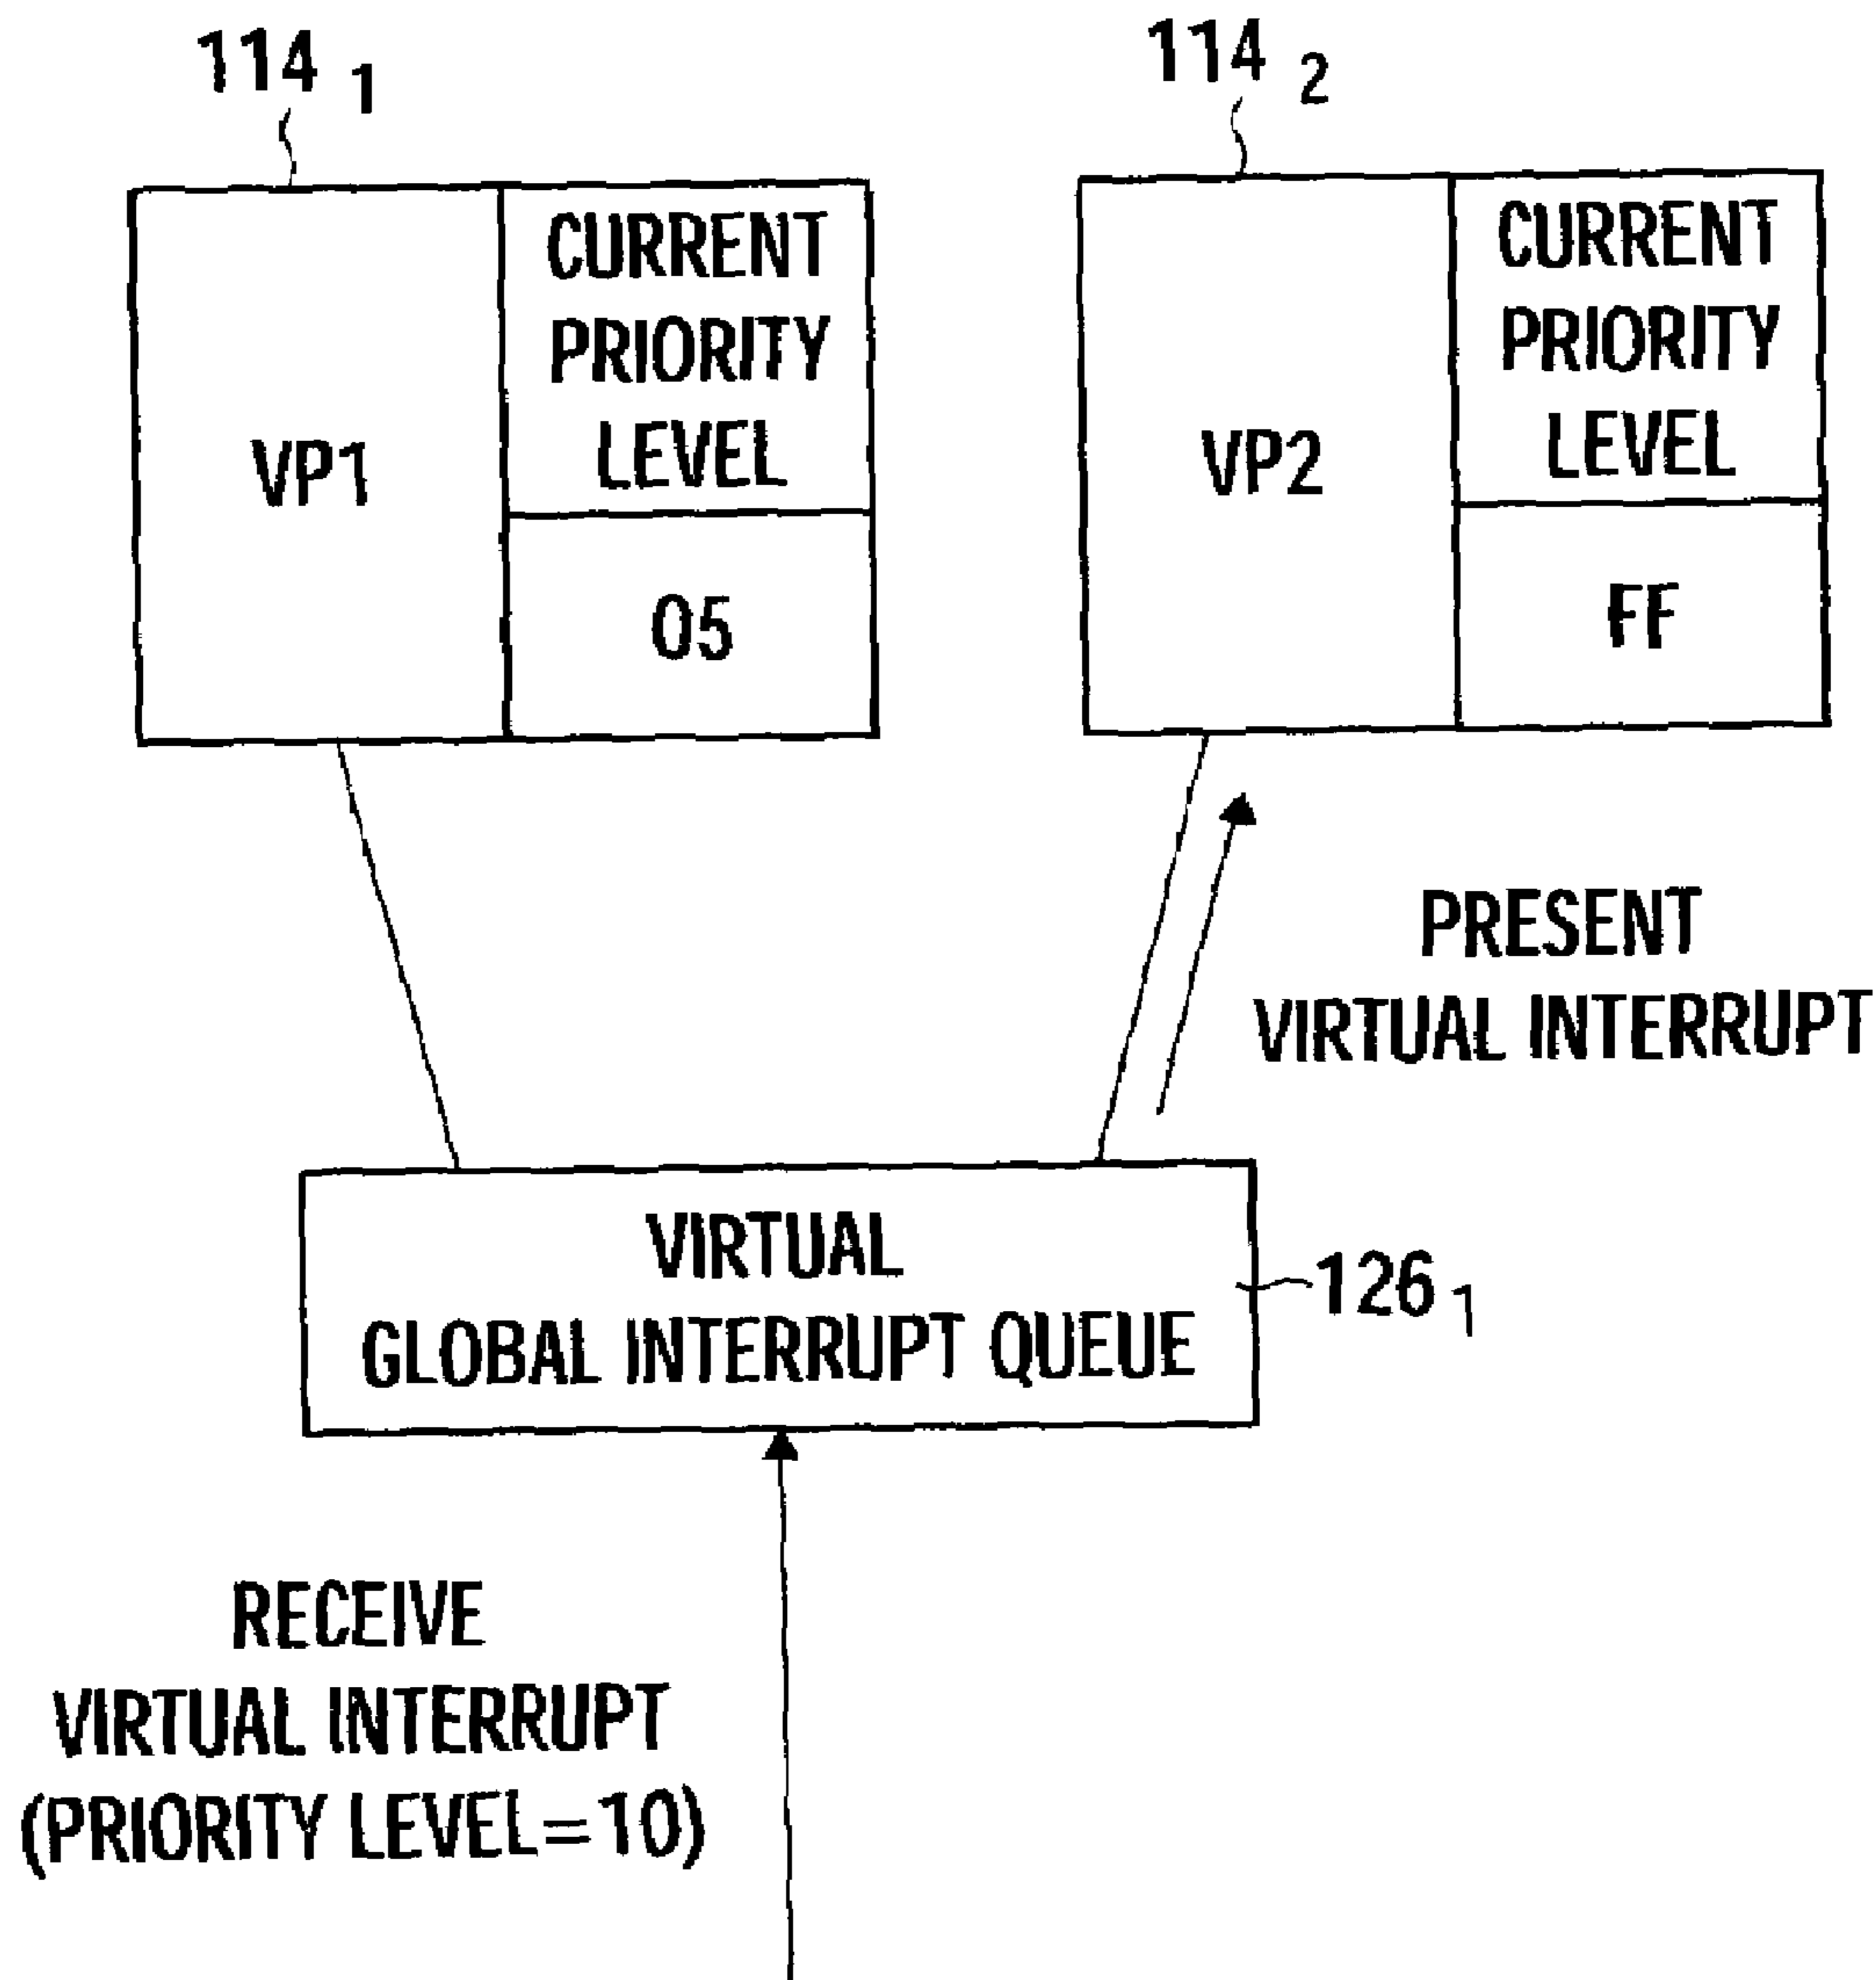 114 1
CURRENT
PRIORITY
LEVEL
VP1
05
114 2
CURRENT
PRIORITY
LEVEL
VP2
FF
PRESENT
VIRTUAL INTERRUPT
VIRTUAL
GLOBAL INTERRUPT QUEUE
126 1
RECEIVE
VIRTUAL INTERRUPT
(PRIORITY LEVEL=10)